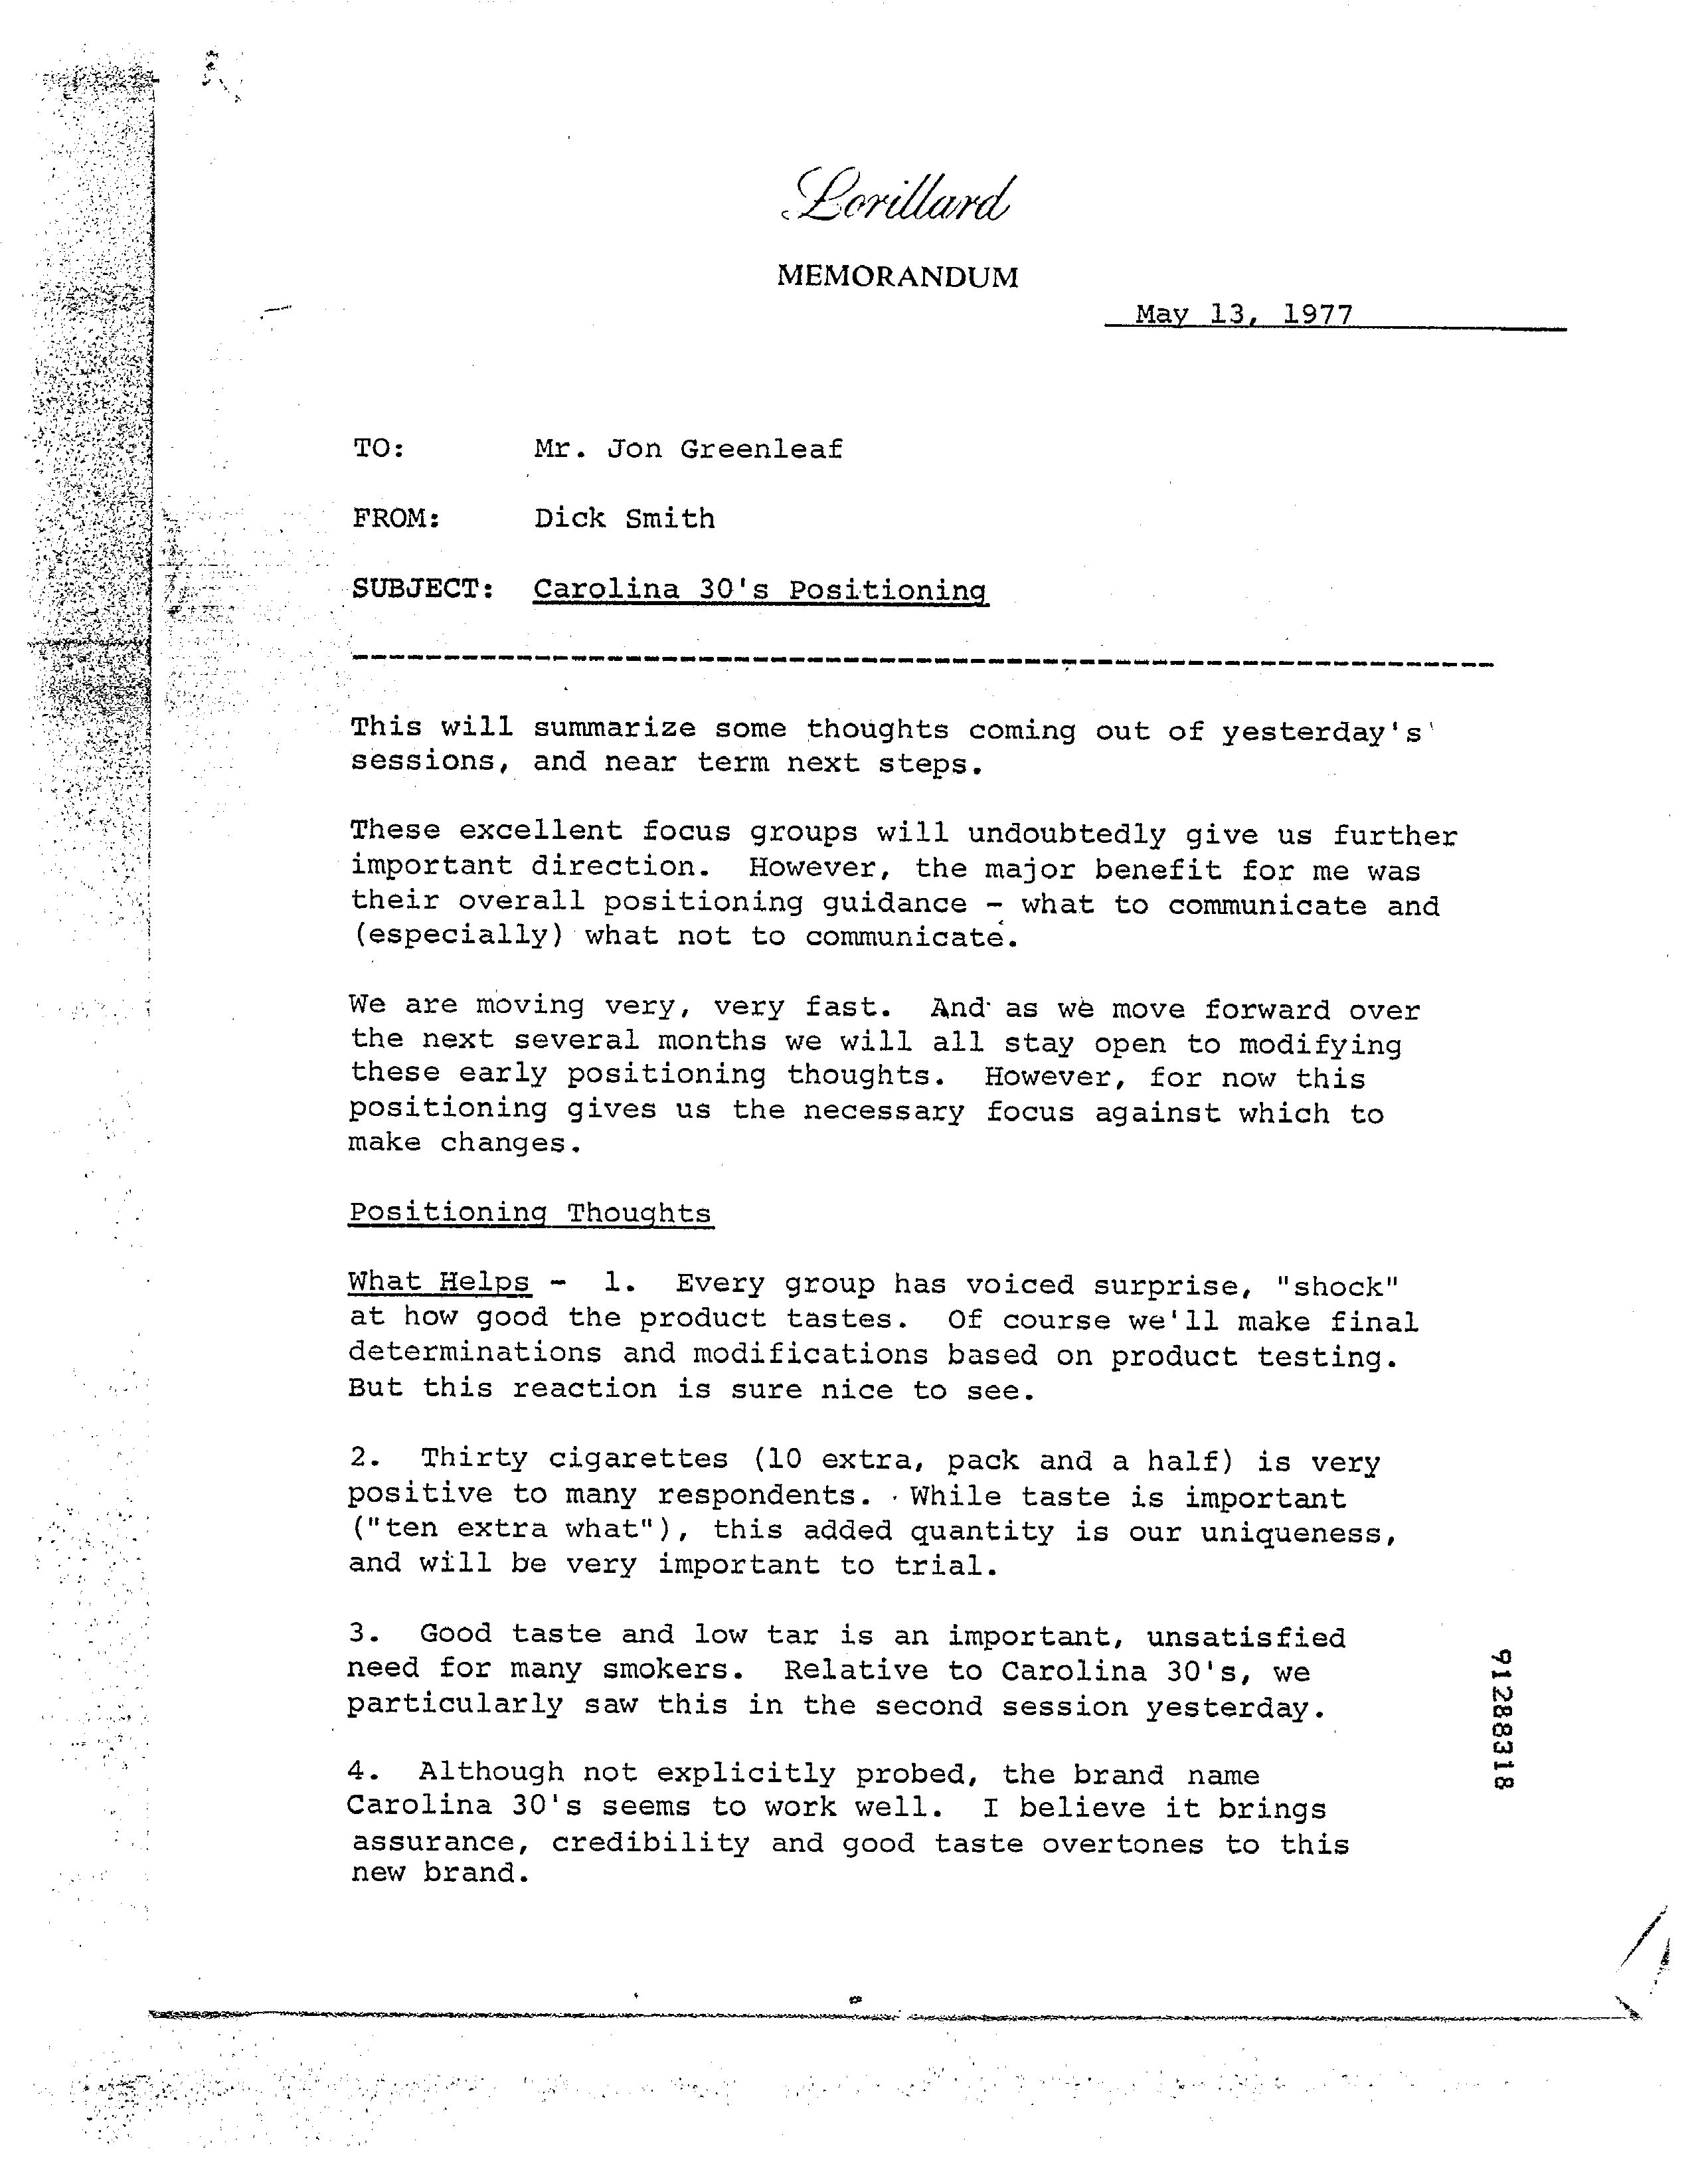 Lorillard
MEMORANDUM
May 13, 1977
TO: Mr. Jon Greenleaf
FROM: Dick Smith
SUBJECT: Carolina 30's Positioning
This will summarize some thoughts coming out of yesterday's
sessions, and near term next steps.
These excellent focus groups will undoubtedly give us further
important direction. However, the major benefit for me was
their overall positioning guidance - what to communicate and
(especially) what not to communicate.
We are moving very, very fast. And as we move forward over
the next several months we will all stay open to modifying
these early positioning thoughts. However, for now this
positioning gives us the necessary focus against which to
make changes.
Positioning Thoughts
What Helps - 1. Every group has voiced surprise, "shock"
at how good the product tastes. Of course we'll make final
determinations and modifications based on product testing.
But this reaction is sure nice to see.
2. Thirty cigarettes (10 extra, pack and a half) is very
positive to many respondents. While taste is important
("ten extra what"), this added quantity is our uniqueness,
and will be very important to trial.
3. Good taste and low tar is an important, unsatisfied
need for many smokers. Relative to Carolina 30's, we
particularly saw this in the second session yesterday.
4. Although not explicitly probed, the brand name
Carolina 30's seems to work well. I believe it brings
assurance, credibility and good taste overtones to this
new brand.
91288318